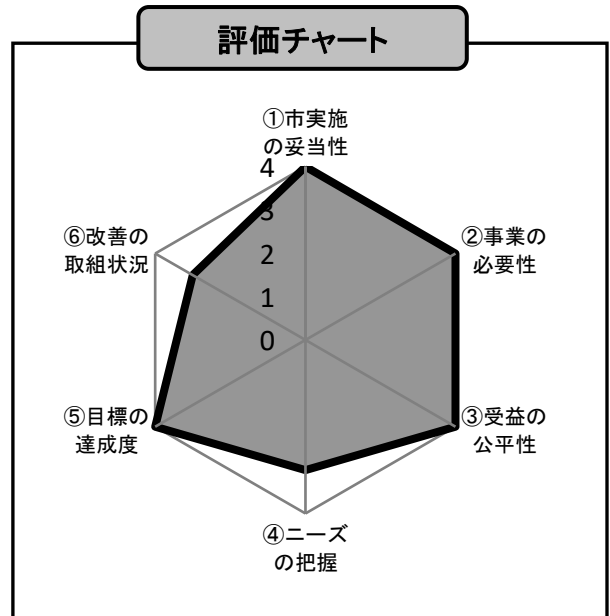 評価チャート
①市実施
の妥当性
4
3
2
1
0
②事業の
必要性
③受益の
公平性
④ニーズ
の把握
⑤目標の
達成度
⑥改善の
取組状況